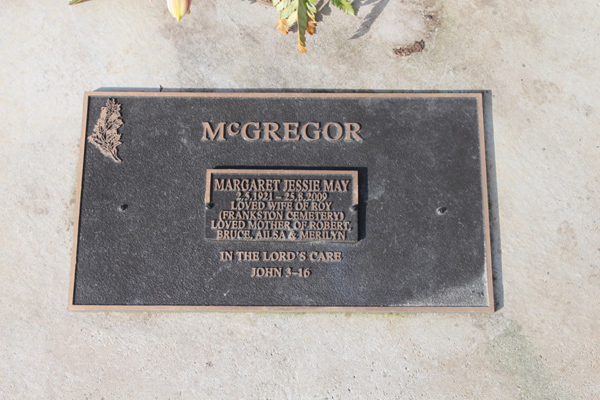 McGREGOR
MARGARET JESSIE MAY
2.5.1921 – 25.8.2009
LOVED WIFE OF ROY
(FRANKSTON CEMETERY)
LOVED MOTHER OF ROBERT,
BRUCE, AILSA & MERILYN
IN THE LORD'S CARE
JOHN 3–16